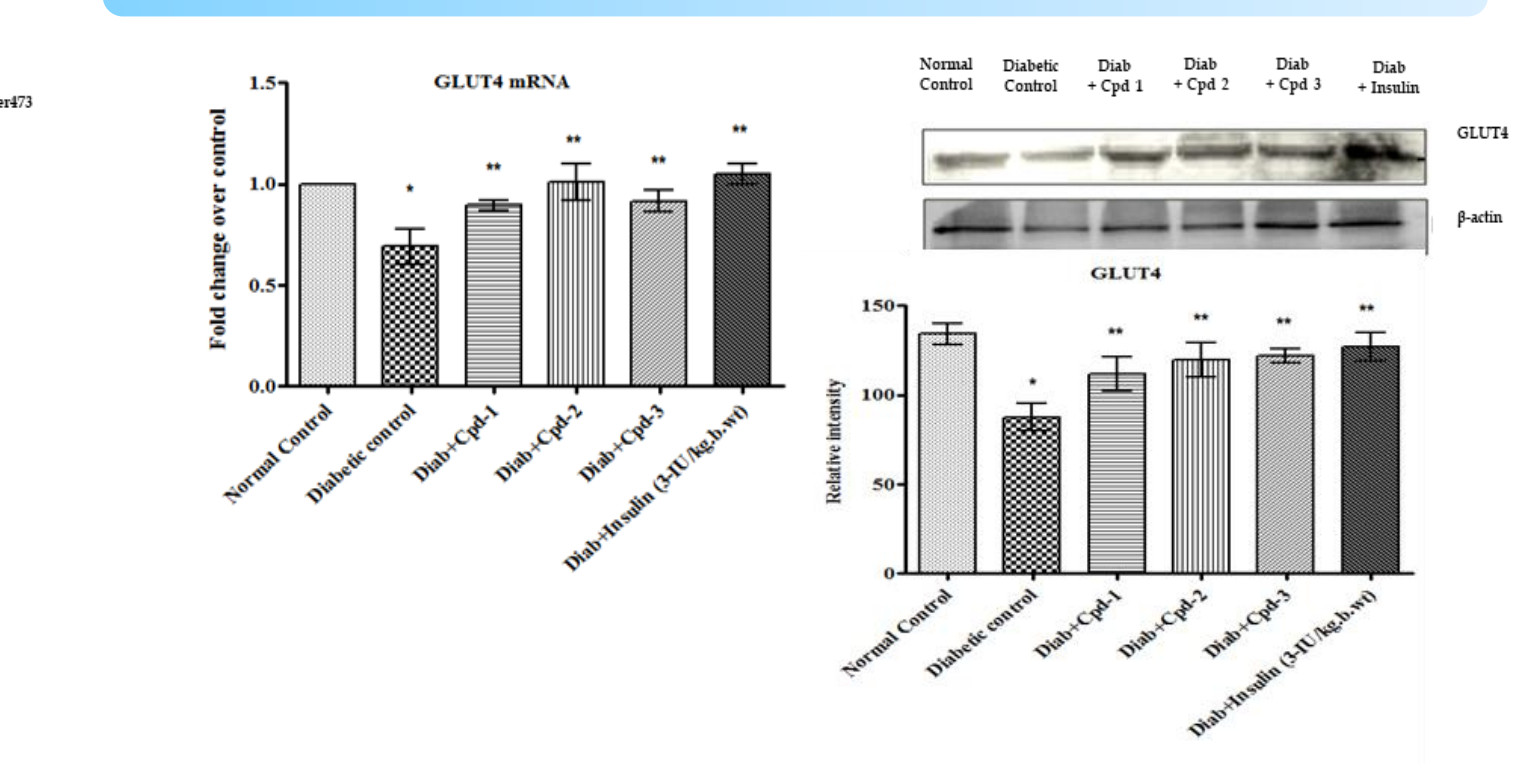 er473
GLUT4 mRNA
Fold change over control
1.5
1.0
0.5
0.0
*
**
**
**
**
Normal Control
Diabetic control
Diab+Cpd-1
Diab+Cpd-2
Diab+Cpd-3
Diab+Insulin (3-IU/kg.b.wt)
Normal
Control
Diabetic
Control
Diab
+ Cpd 1
Diab
+ Cpd 2
Diab
+ Cpd 3
Diab
+ Insulin
GLUT4
β-actin
GLUT4
Relative intensity
150
100
50
0
*
**
**
**
**
Normal Control
Diabetic control
Diab+Cpd-1
Diab+Cpd-2
Diab+Cpd-3
Diab+Insulin (3-IU/kg.b.wt)